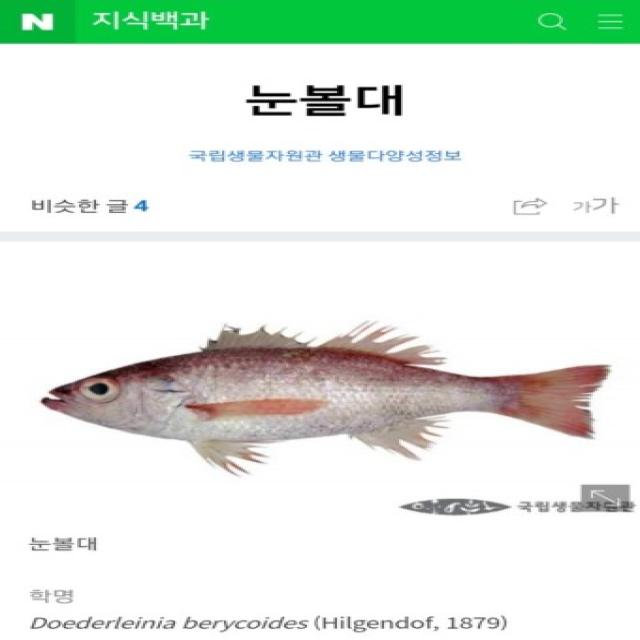 N 지식백과
눈볼대
국립생물자원관 생물다양성정보
비슷한 글 4
가가
국립생물자원관
눈볼대
학명
Doederleinia berycoides (Hilgendof, 1879)